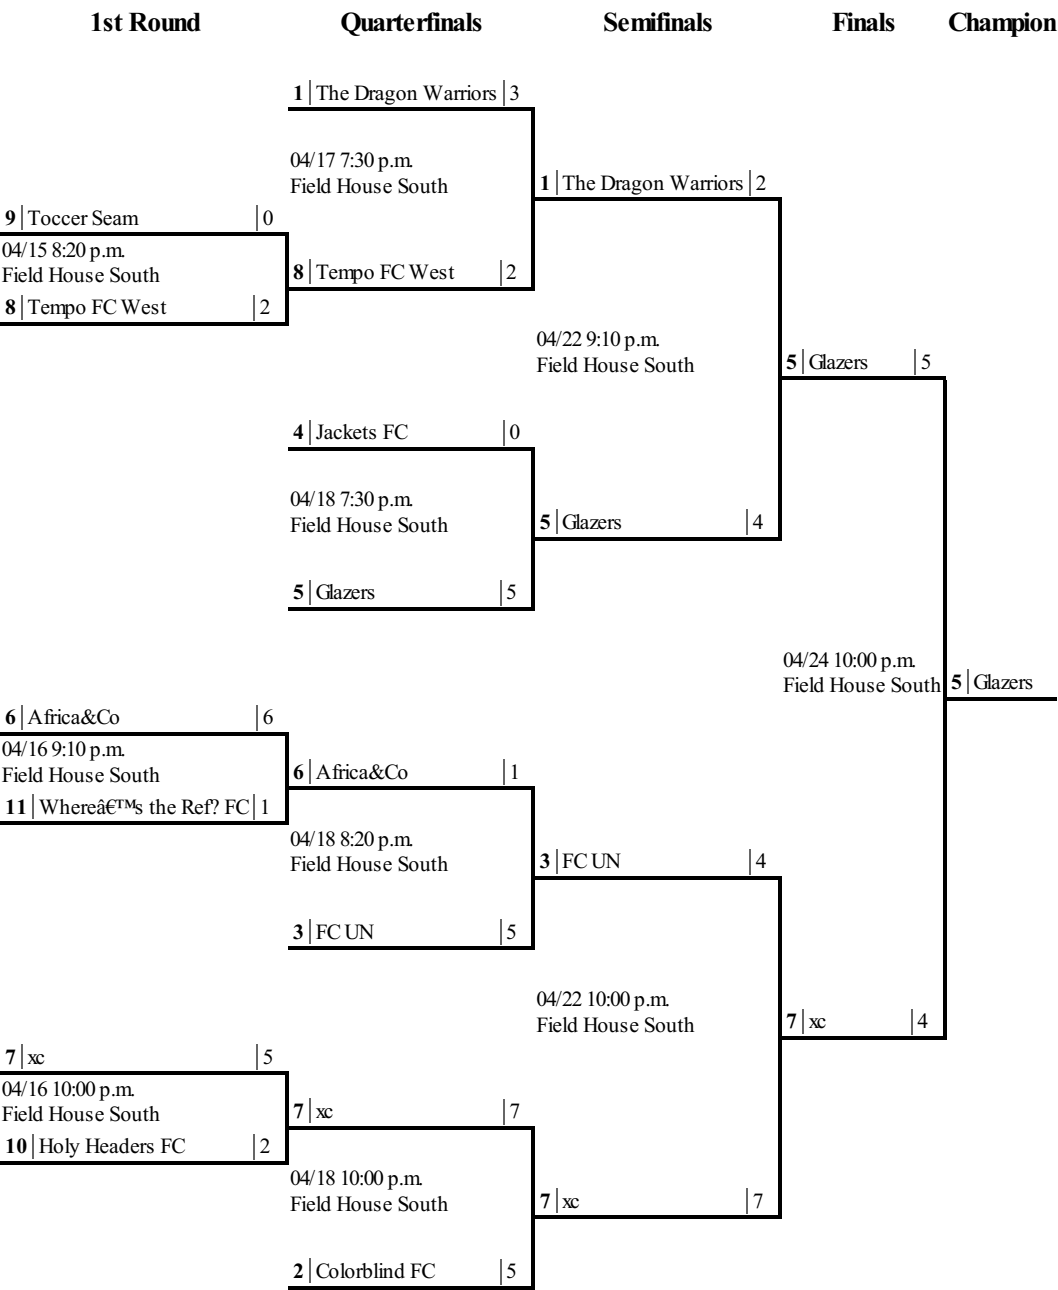 1st Round Quarterfinals Semifinals Finals Champion
1 The Dragon Warriors 3
04/17 7:30 p.m.
Field House South
1 The Dragon Warriors 2
9 Toccer Seam 0
04/15 8:20 p.m.
Field House South
8 Tempo FC West 2
8 Tempo FC West 2
04/22 9:10 p.m.
Field House South
5 Glazers 5
4 Jackets FC 0
04/18 7:30 p.m.
Field House South
5 Glazers 4
5 Glazers 5
04/24 10:00 p.m.
Field House South
5 Glazers
6 Africa&Co 6
04/16 9:10 p.m.
Field House South
11 Whereâ€™s the Ref? FC 1
6 Africa&Co 1
04/18 8:20 p.m.
Field House South
3 FC UN 4
3 FC UN 5
04/22 10:00 p.m.
Field House South
7 xc 4
7 xc 5
04/16 10:00 p.m.
Field House South
10 Holy Headers FC 2
7 xc 7
04/18 10:00 p.m.
Field House South
7 xc 7
2 Colorblind FC 5